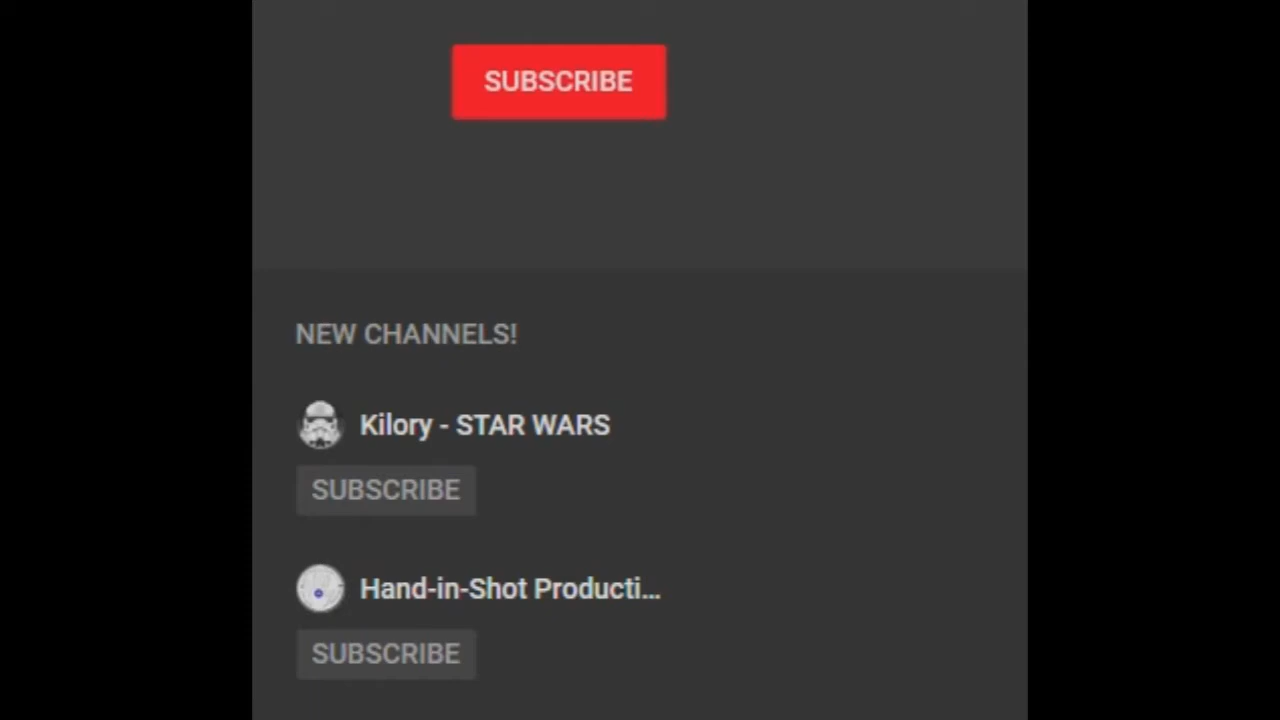 SUBSCRIBE
NEW CHANNELS!
Kilory - STAR WARS
SUBSCRIBE
Hand-in-Shot Producti...
SUBSCRIBE